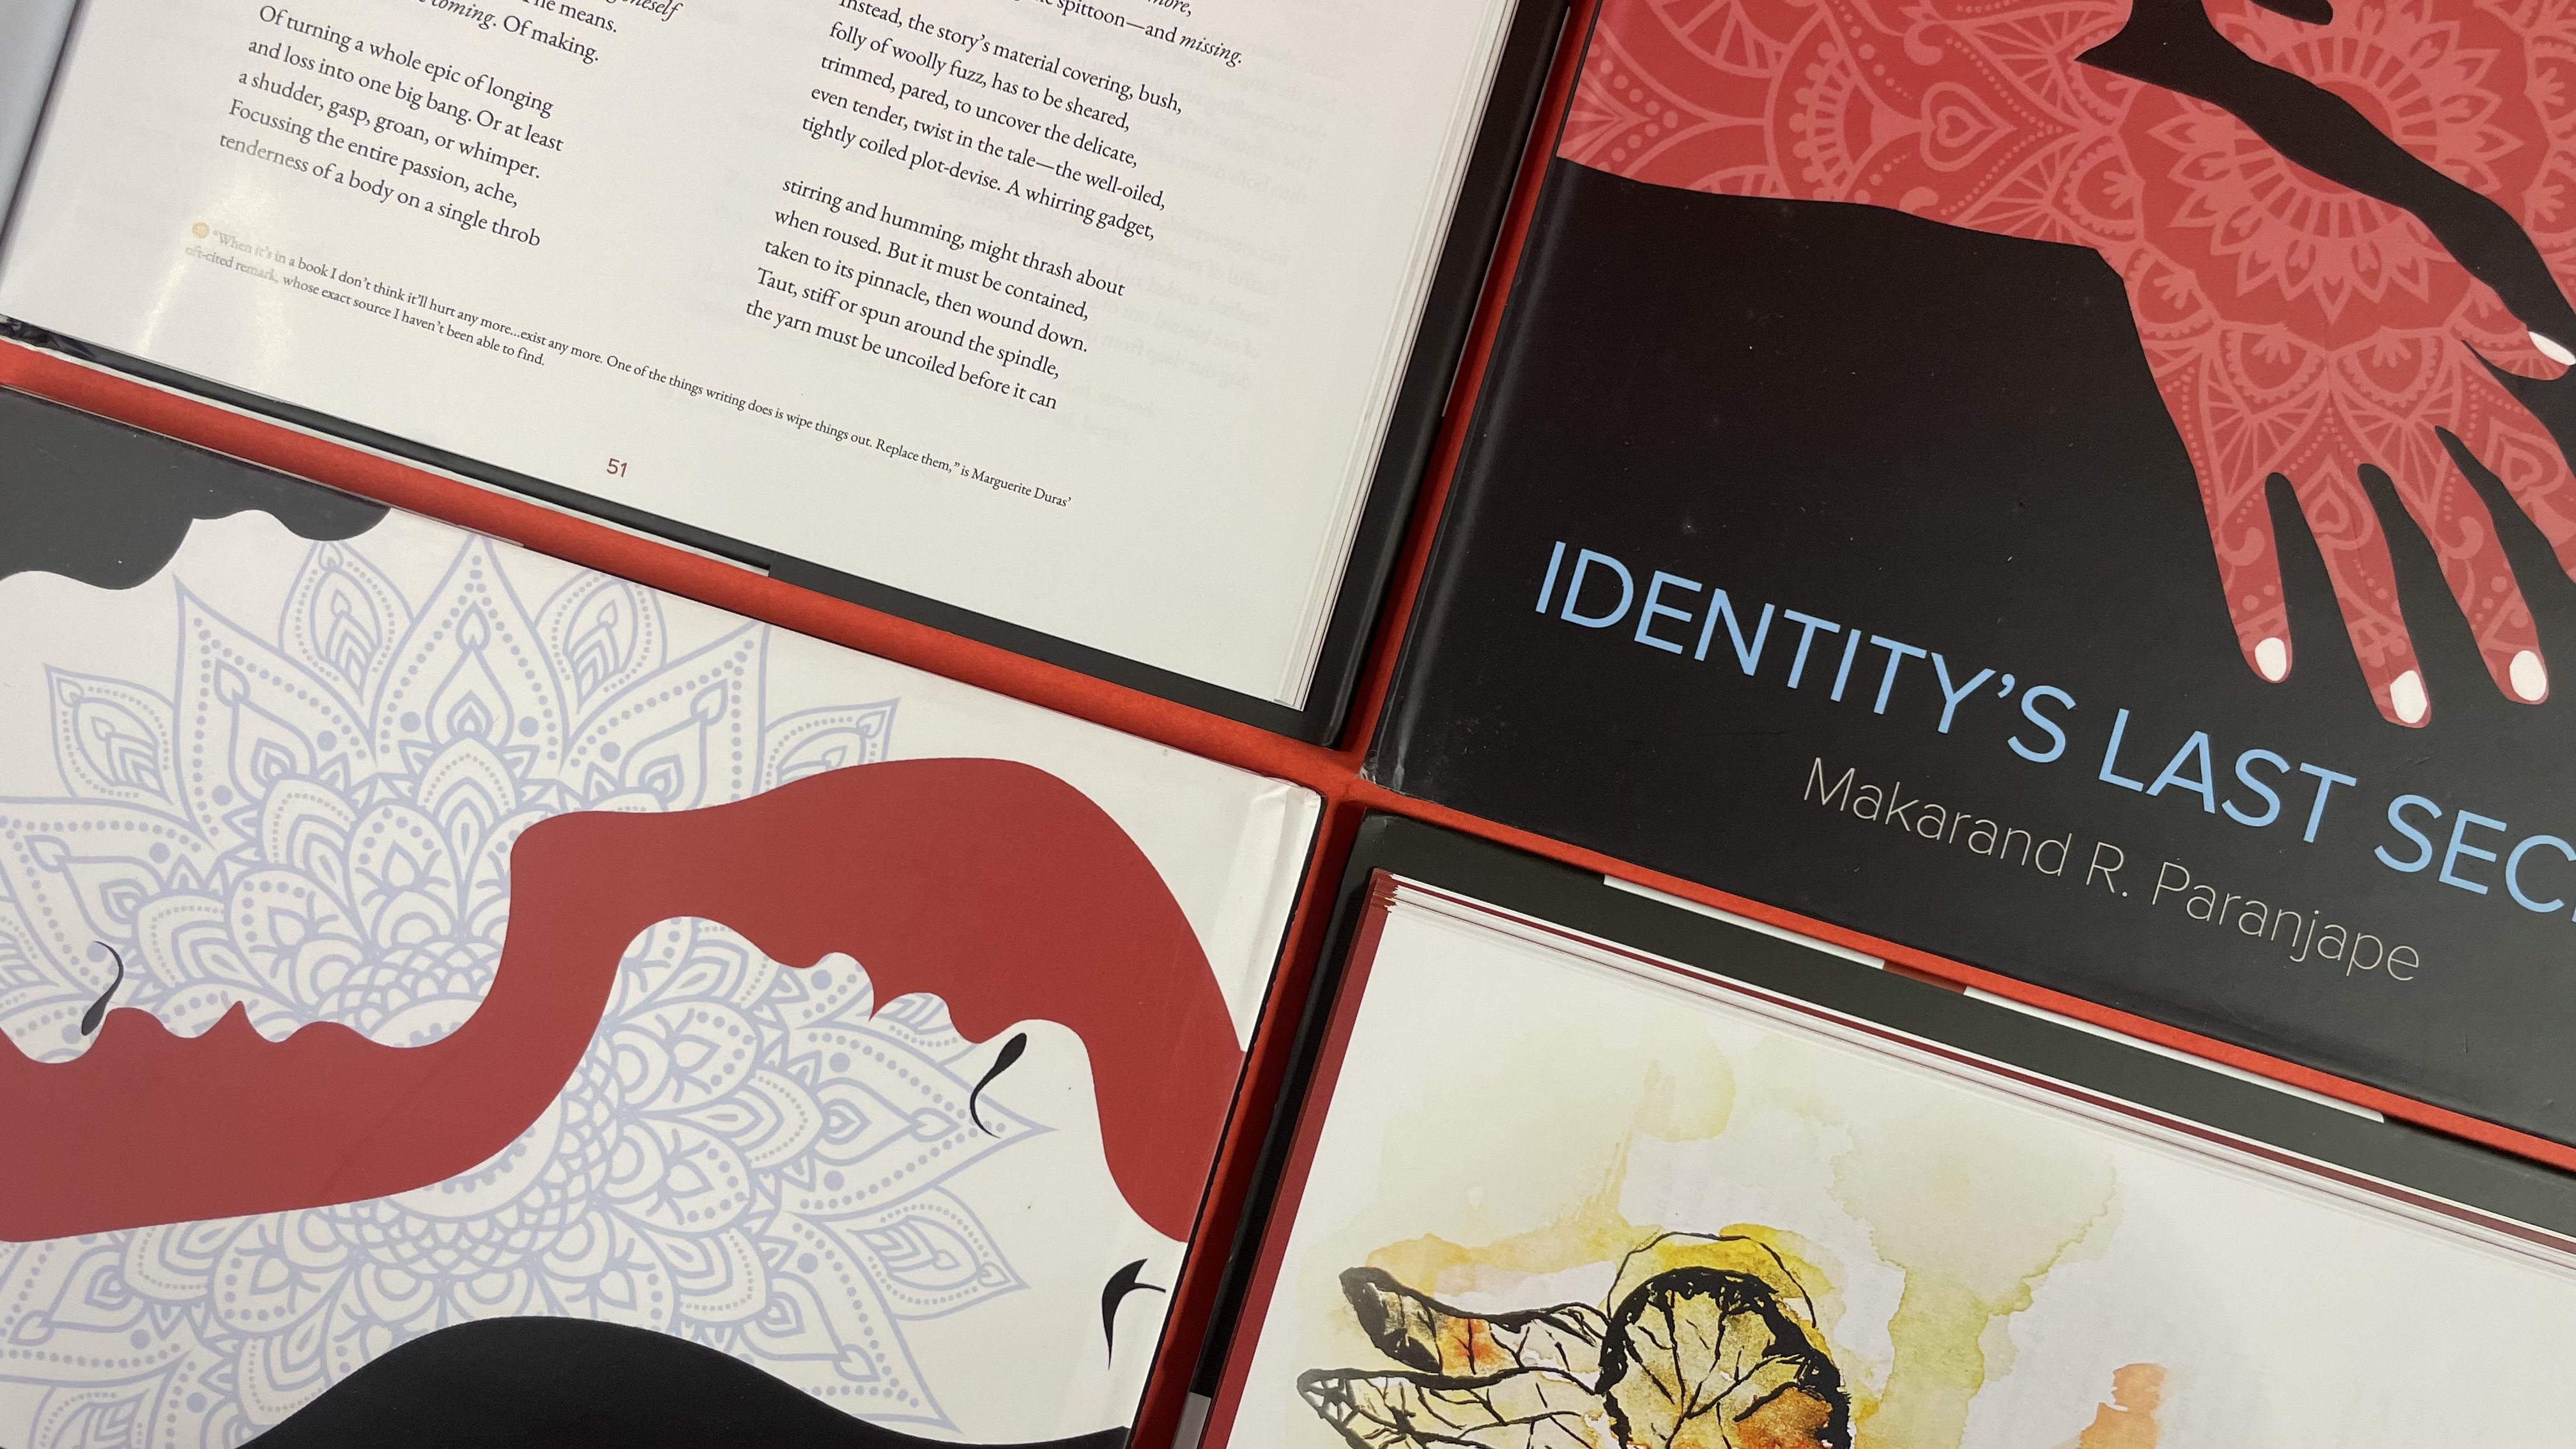 oneself
coming. Of making.
Of turning a whole epic of longing
and loss into one big bang. Or at least
a shudder, gasp, groan, or whimper.
Focussing the entire passion, ache,
tenderness of a body on a single throb
more,
spittoon—and missing.
Instead, the story's material covering, bush,
folly of woolly fuzz, has to be sheared,
trimmed, pared, to uncover the delicate,
even tender, twist in the tale—the well-oiled,
tightly coiled plot-devise. A whirring gadget,
stirring and humming, might thrash about
when roused. But it must be contained,
taken to its pinnacle, then wound down.
Taut, stiff or spun around the spindle,
the yarn must be uncoiled before it can
"When it's in a book I don't think it'll hurt any more...exist any more. One of the things writing does is wipe things out. Replace them," is Marguerite Duras'
oft-cited remark, whose exact source I haven't been able to find.
51
IDENTITY'S LAST SEC
Makarand R. Paranjape